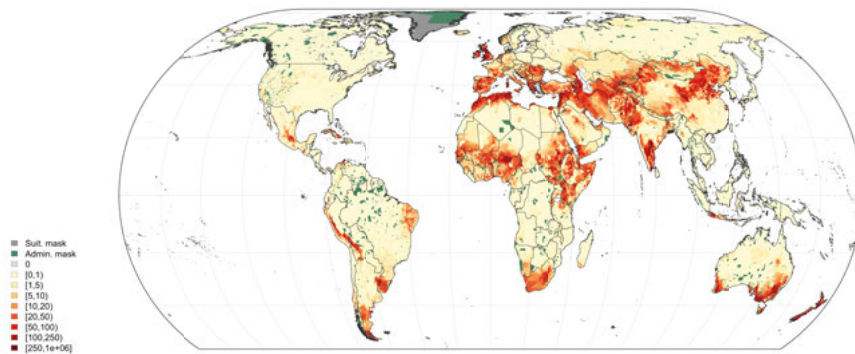 Suit. mask
Admin. mask
0
[0,1)
[1,5)
[5,10)
[10,20)
[20,50)
[50,100)
[100,250)
[250,1e+06]